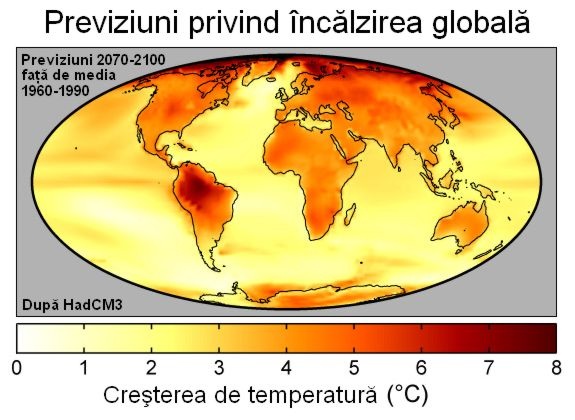 Previziuni privind încălzirea globală
Previziuni 2070-2100
față de media
1960-1990
După HadCM3
0 1 2 3 4 5 6 7 8
Creşterea de temperatură (°C)